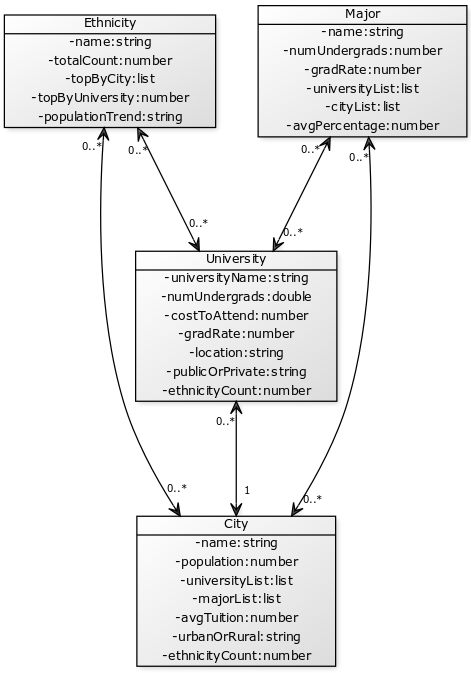 Ethnicity
-name:string
-totalCount:number
-topByCity:list
-topByUniversity:number
-populationTrend:string
Major
-name:string
-numUndergrads:number
-gradRate:number
-universityList:list
-cityList:list
-avgPercentage:number
0..*
0..*
0..*
0..*
0..*
0..*
University
-universityName:string
-numUndergrads:double
-costToAttend:number
-gradRate:number
-location:string
-publicOrPrivate:string
-ethnicityCount:number
0..*
0..*
1
0..*
City
-name:string
-population:number
-universityList:list
-majorList:list
-avgTuition:number
-urbanOrRural:string
-ethnicityCount:number